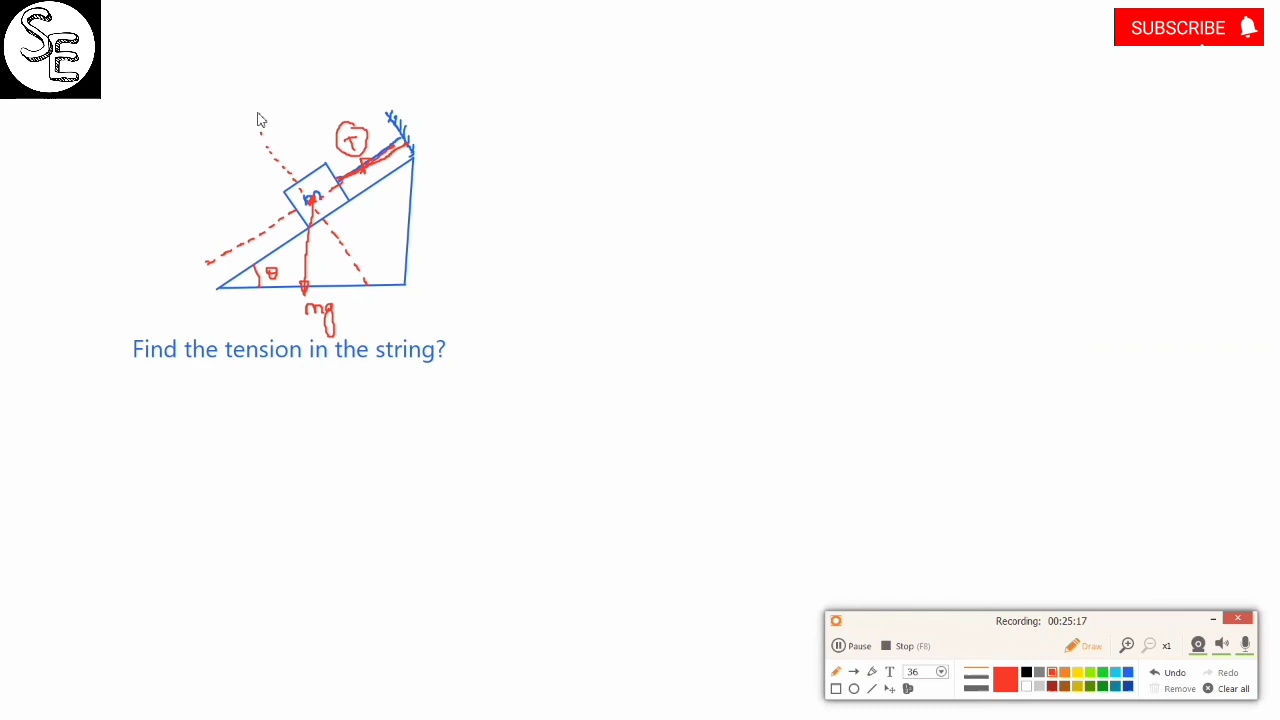 SE
SUBSCRIBE
T
m
θ
mg
Find the tension in the string?
Recording: 00:25:17
Pause Stop (F8) Draw x1
T 36 Undo Redo
Remove Clear all